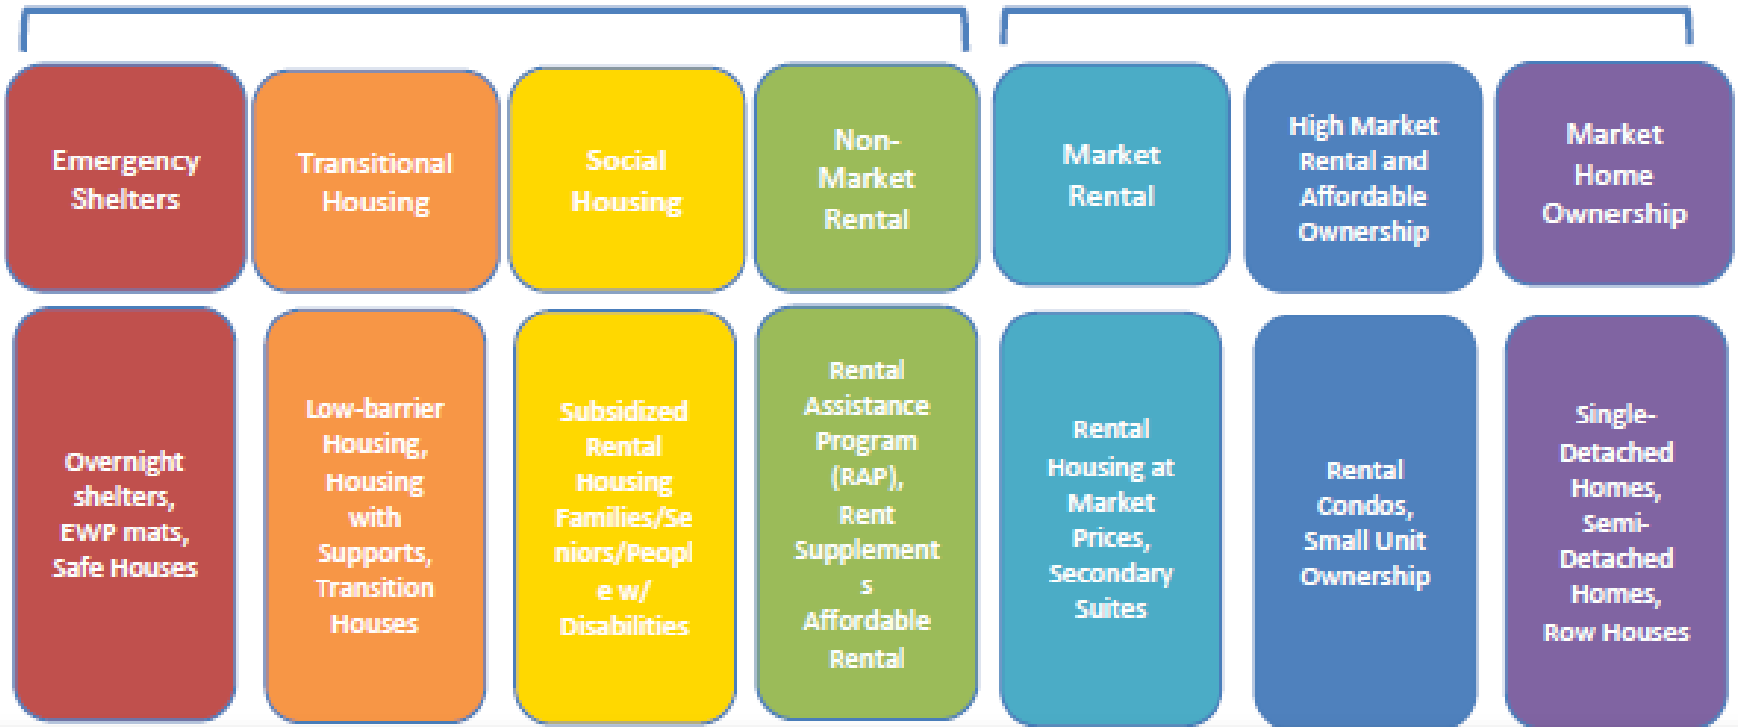 Emergency
Shelters
Transitional
Housing
Social
Housing
Non-
Market
Rental
Market
Rental
High Market
Rental and
Affordable
Ownership
Market
Home
Ownership
Overnight
shelters,
EWP mats,
Safe Houses
Low-barrier
Housing,
Housing
with
Supports,
Transition
Houses
Subsidized
Rental
Housing
Families/Se
niors/Peopl
e w/
Disabilities
Rental
Assistance
Program
(RAP),
Rent
Supplement
s
Affordable
Rental
Rental
Housing at
Market
Prices,
Secondary
Suites
Rental
Condos,
Small Unit
Ownership
Single-
Detached
Homes,
Semi-
Detached
Homes,
Row Houses